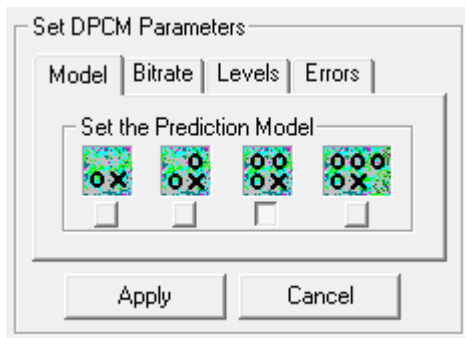 Set DPCM Parameters
Model Bitrate Levels Errors
Set the Prediction Model
Apply Cancel